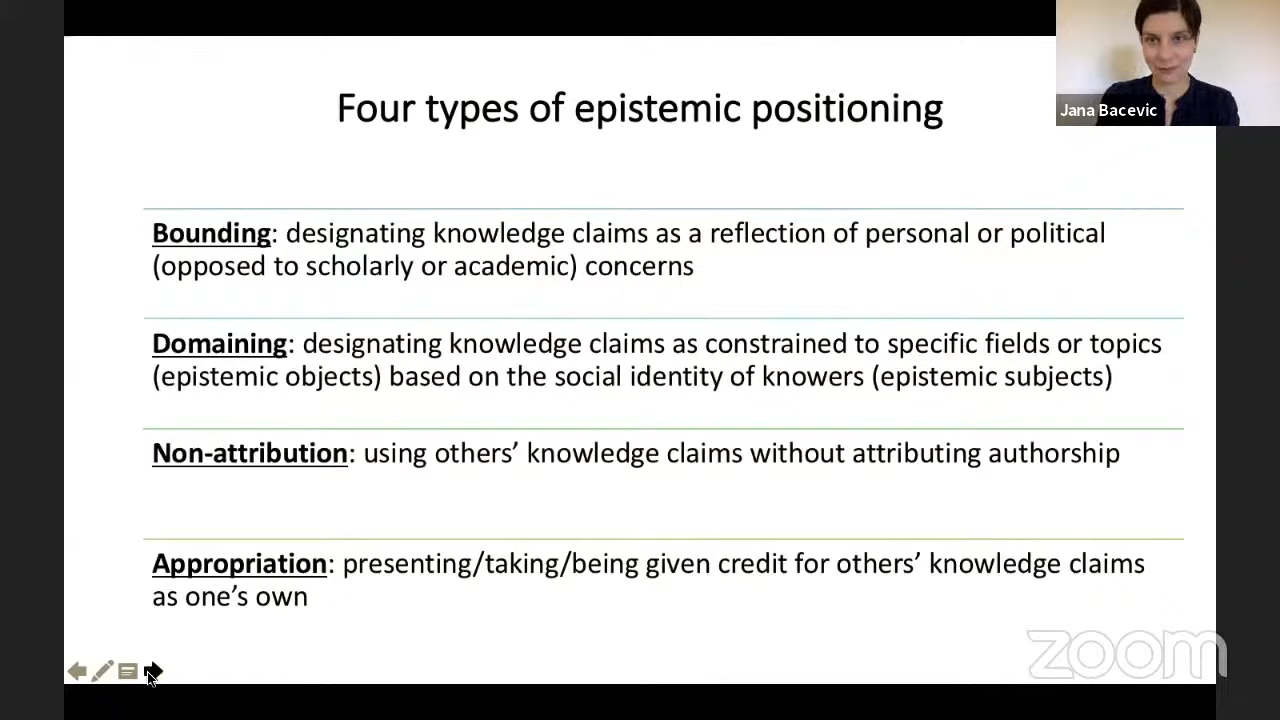 Four types of epistemic positioning
Jana Bacevic
Bounding: designating knowledge claims as a reflection of personal or political
(opposed to scholarly or academic) concerns
Domaining: designating knowledge claims as constrained to specific fields or topics
(epistemic objects) based on the social identity of knowers (epistemic subjects)
Non-attribution: using others’ knowledge claims without attributing authorship
Appropriation: presenting/taking/being given credit for others’ knowledge claims
as one’s own
zoom